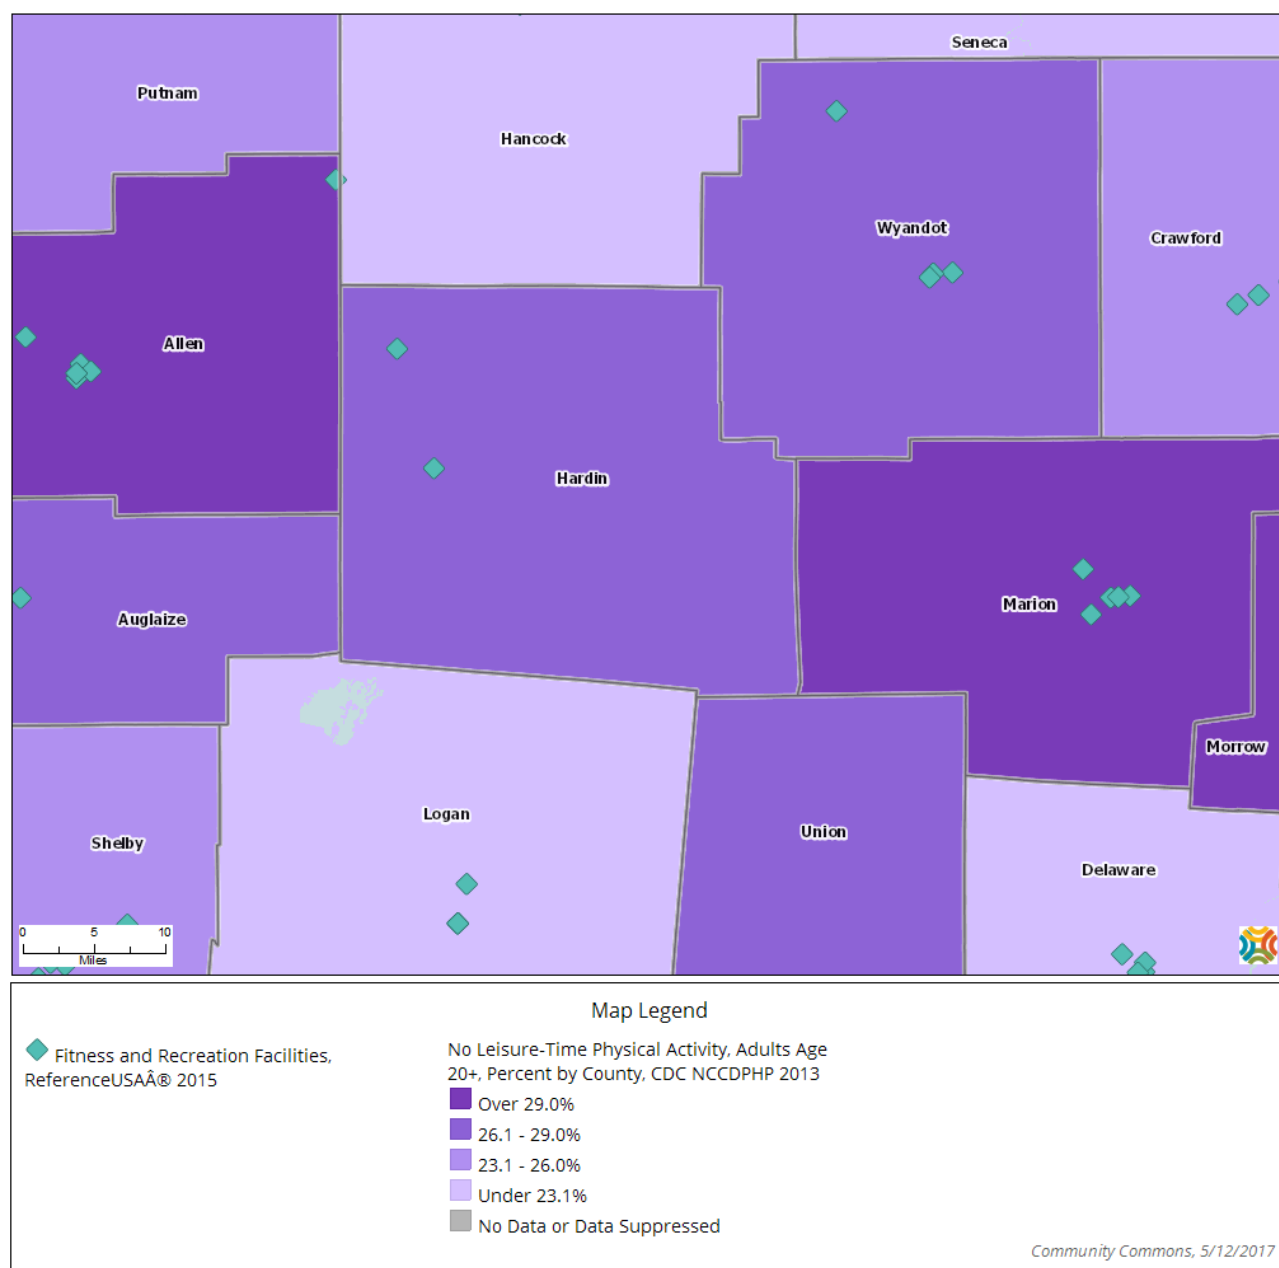 Seneca
Putnam
Hancock
Wyandot
Crawford
Allen
Hardin
Marion
Auglaize
Morrow
Logan
Union
Shelby
Delaware
0 5 10
Miles
Map Legend
Fitness and Recreation Facilities,
ReferenceUSAÂ® 2015
No Leisure-Time Physical Activity, Adults Age
20+, Percent by County, CDC NCCDPHP 2013
Over 29.0%
26.1 - 29.0%
23.1 - 26.0%
Under 23.1%
No Data or Data Suppressed
Community Commons, 5/12/2017